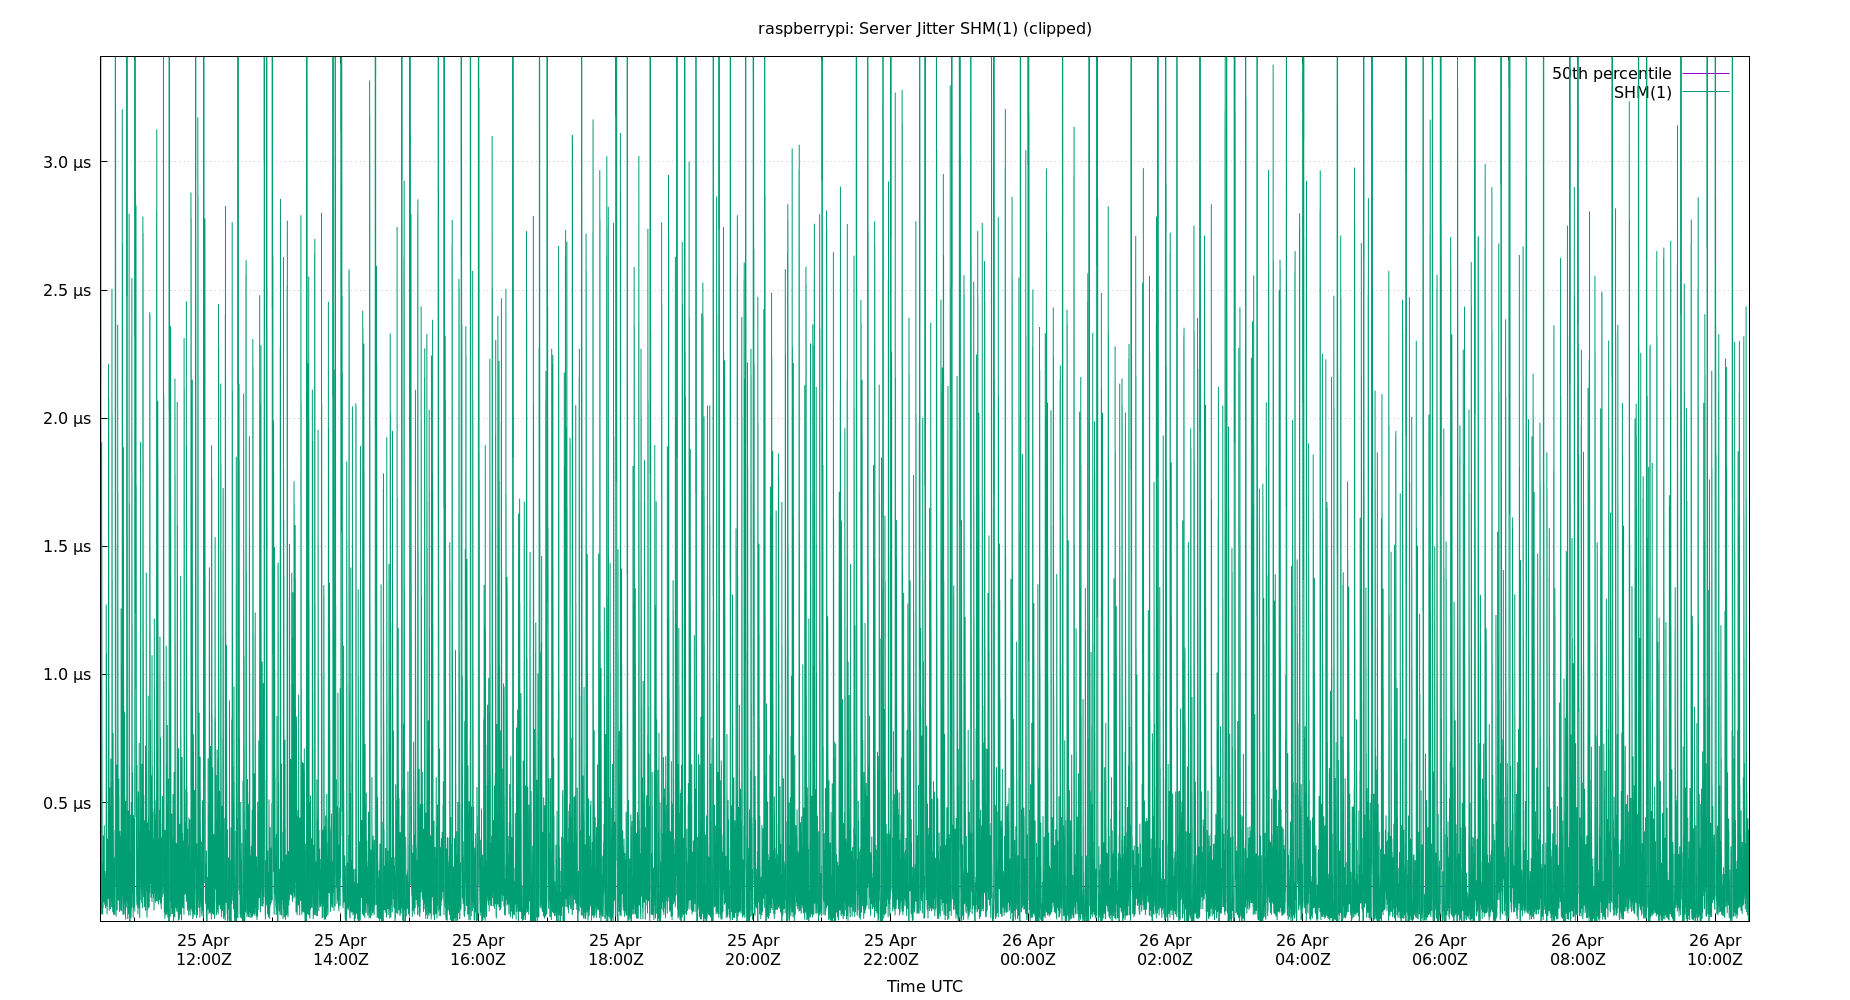 raspberrypi: Server Jitter SHM(1) (clipped)
50th percentile
SHM(1)
3.0 µs
2.5 µs
2.0 µs
1.5 µs
1.0 µs
0.5 µs
25 Apr 25 Apr 25 Apr 25 Apr 25 Apr 25 Apr 26 Apr 26 Apr 26 Apr 26 Apr 26 Apr 26 Apr
12:00Z 14:00Z 16:00Z 18:00Z 20:00Z 22:00Z 00:00Z 02:00Z 04:00Z 06:00Z 08:00Z 10:00Z
Time UTC